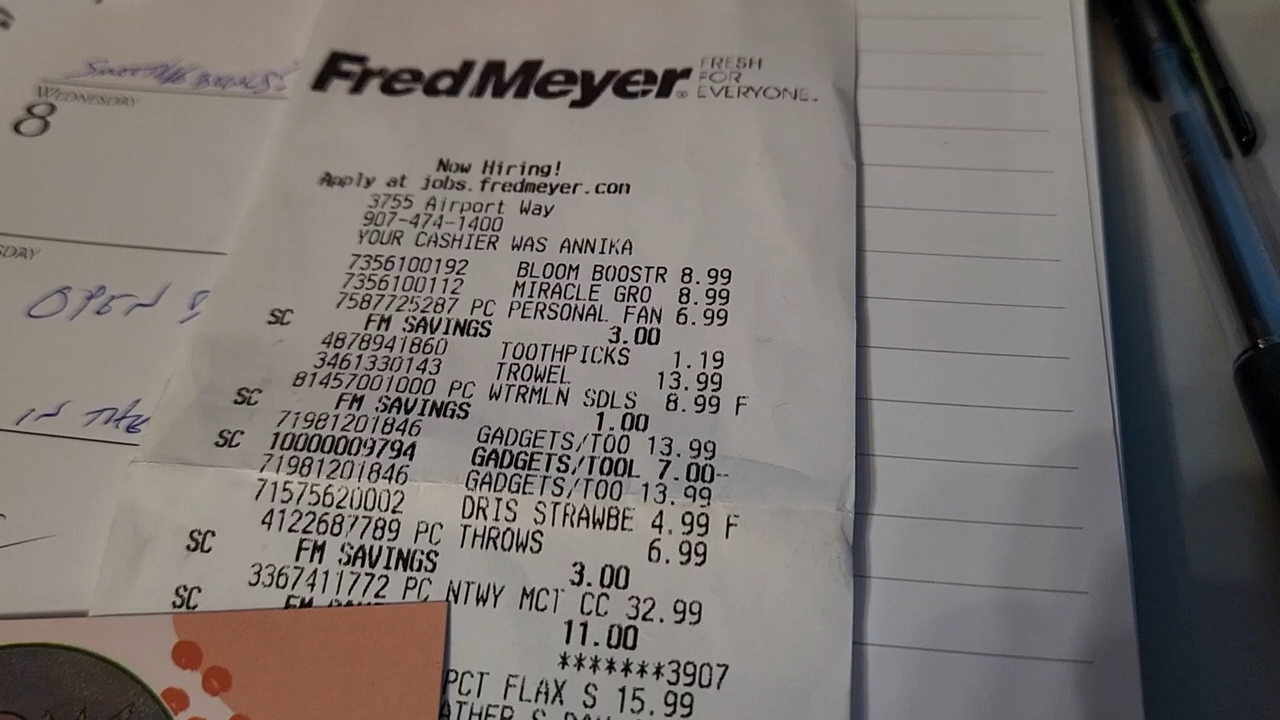 WEDNESDAY
8
FredMeyer®
FRESH
FOR
EVERYONE.
Now Hiring!
Apply at jobs.fredmeyer.com
3755 Airport Way
907-474-1400
YOUR CASHIER WAS ANNIKA
7356100192 BLOOM BOOSTR 8.99
7356100112 MIRACLE GRO 8.99
7587725287 PC PERSONAL FAN 6.99
SC FM SAVINGS 3.00
4878941860 TOOTHPICKS 1.19
3461330143 TROWEL 13.99
81457001000 PC WTRMLN SDLS 8.99 F
SC FM SAVINGS 1.00
71981201846 GADGETS/TOO 13.99
SC 10000009794 GADGETS/TOOL 7.00-
71981201846 GADGETS/TOO 13.99
71575620002 DRIS STRAWBE 4.99 F
4122687789 PC THROWS 6.99
SC FM SAVINGS 3.00
3367411772 PC NTWY MCT CC 32.99
SC 11.00
*******3907
PCT FLAX S 15.99
OPEN
IN THE